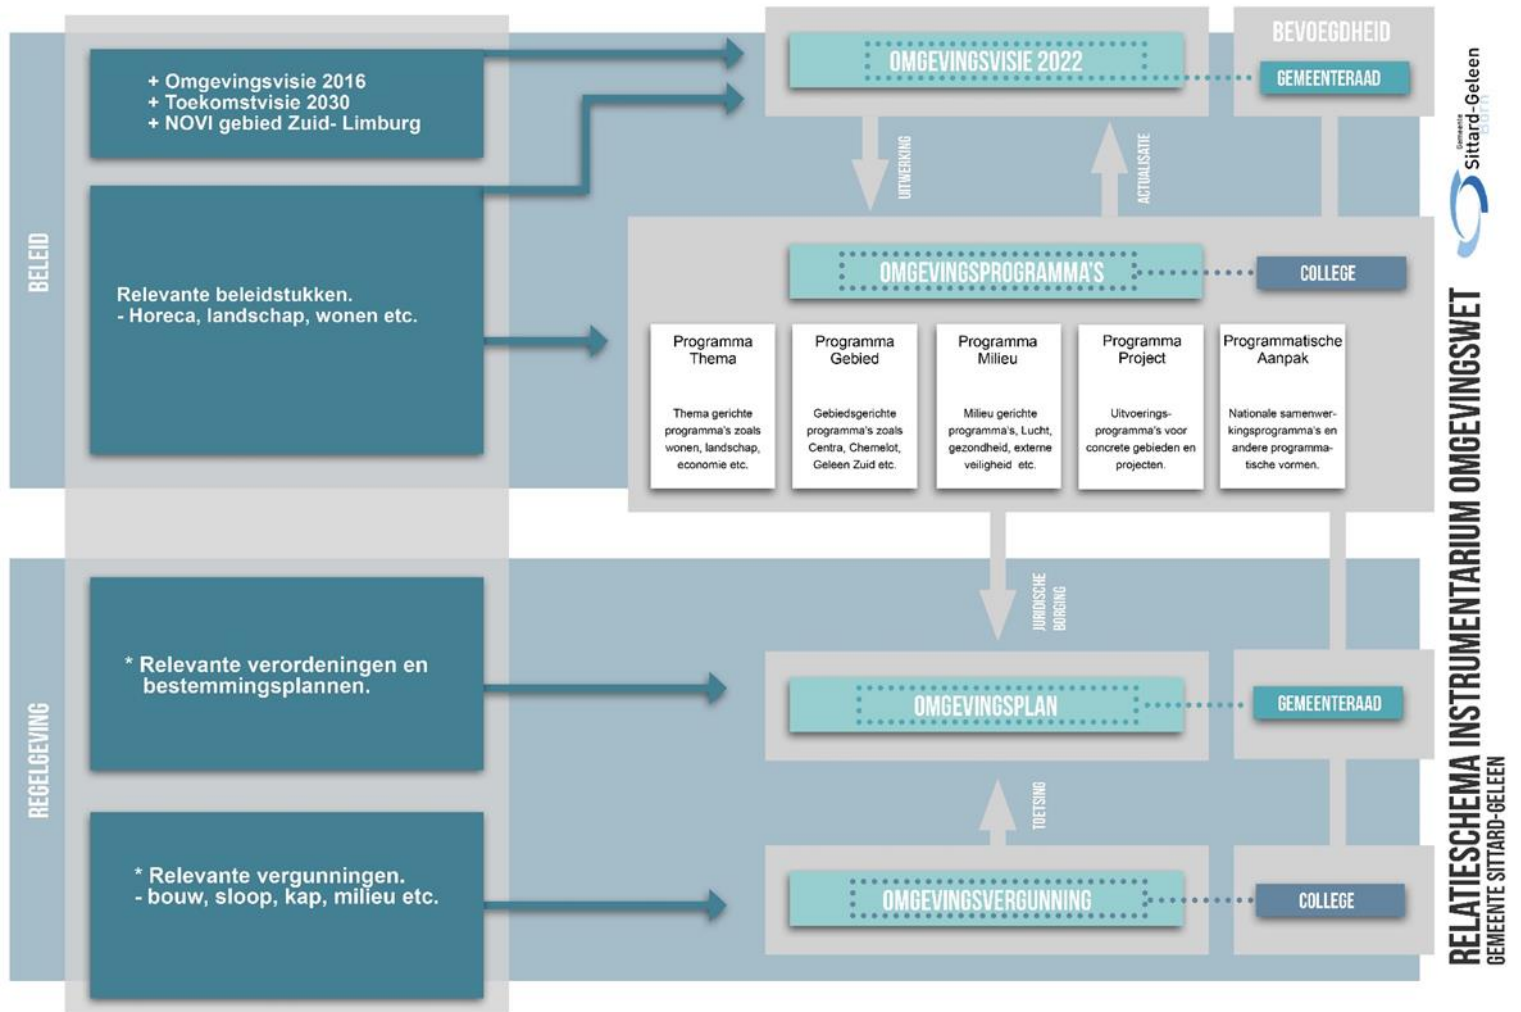 BELEID
+ Omgevingsvisie 2016
+ Toekomstvisie 2030
+ NOVI gebied Zuid- Limburg
Relevante beleidstukken.
- Horeca, landschap, wonen etc.
OMGEVINGSVISIE 2022
BEVOEGDHEID
GEMEENTERAAD
UITWERKING
ACTUALISATIE
OMGEVINGSPROGRAMMA'S
COLLEGE
Programma
Thema
Thema gerichte
programma's zoals
wonen, landschap,
economie etc.
Programma
Gebied
Gebiedsgerichte
programma's zoals
Centra, Chemelot,
Geleen Zuid etc.
Programma
Milieu
Milieu gerichte
programma's, Lucht,
gezondheid, externe
veiligheid etc.
Programma
Project
Uitvoerings-
programma's voor
concrete gebieden en
projecten.
Programmatische
Aanpak
Nationale samenwer-
kingsprogramma's en
andere programma-
tische vormen.
REGELGEVING
* Relevante verordeningen en
bestemmingsplannen.
* Relevante vergunningen.
- bouw, sloop, kap, milieu etc.
JURIDISCHE
BORGING
OMGEVINGSPLAN
GEMEENTERAAD
TOETSING
OMGEVINGSVERGUNNING
COLLEGE
Gemeente
Sittard-Geleen
Born
RELATIESCHEMA INSTRUMENTARIUM OMGEVINGSWET
GEMEENTE SITTARD-GELEEN